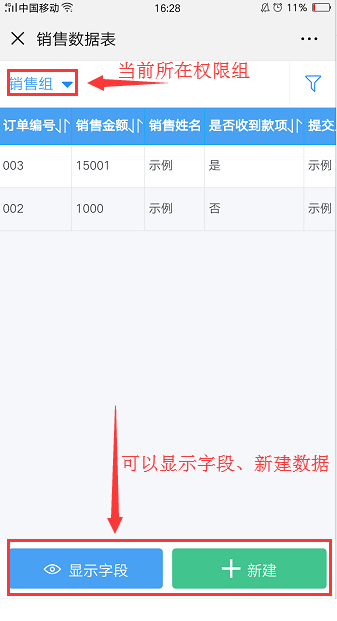 中国移动 16:28 11%
销售数据表
当前所在权限组
销售组
订单编号 销售金额 销售姓名 是否收到款项 提交
003 15001 示例 是 示例
002 1000 示例 否 示例
可以显示字段、新建数据
显示字段 新建